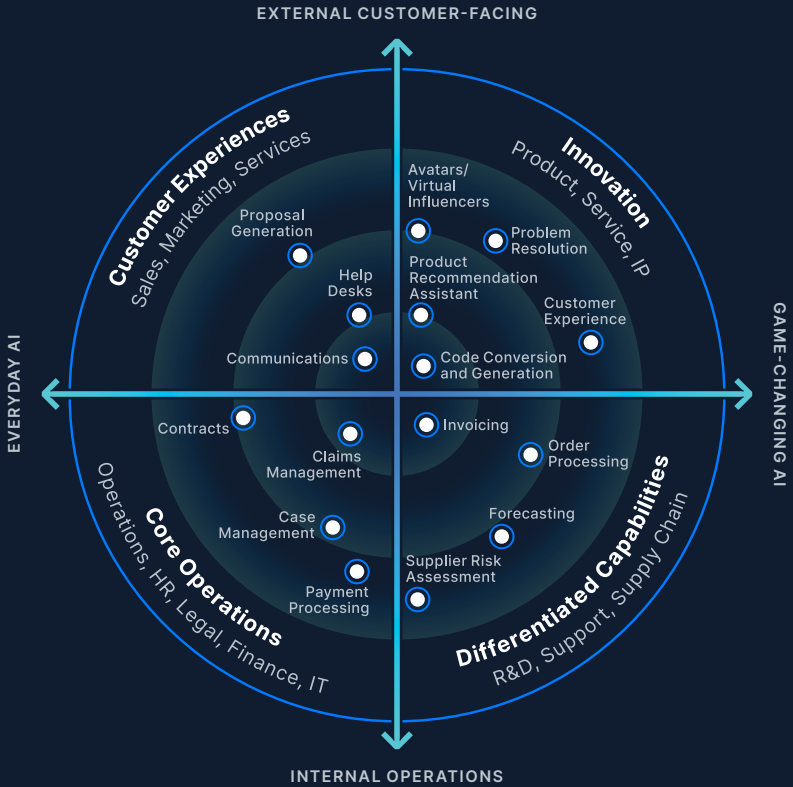 EXTERNAL CUSTOMER-FACING
Customer Experiences
Sales, Marketing, Services
Innovation
Product, Service, IP
Avatars/
Virtual
Influencers
Proposal
Generation
Problem
Resolution
Product
Recommendation
Assistant
Help
Desks
Customer
Experience
Communications
Code Conversion
and Generation
EVERYDAY AI
GAME-CHANGING AI
Contracts
Invoicing
Claims
Management
Order
Processing
Case
Management
Forecasting
Supplier Risk
Assessment
Payment
Processing
Core Operations
Operations, HR, Legal, Finance, IT
Differentiated Capabilities
R&D, Support, Supply Chain
INTERNAL OPERATIONS